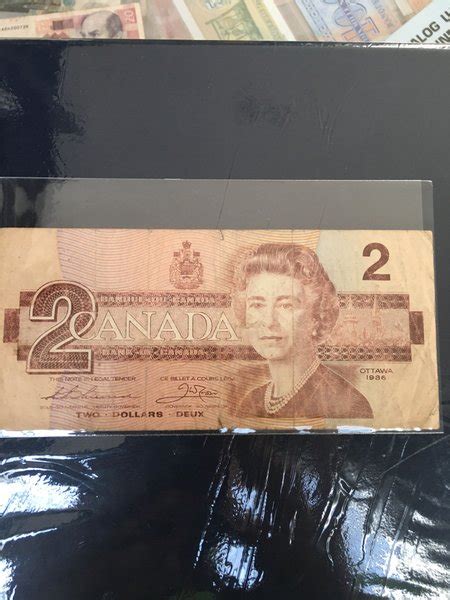 ALOG
2
BANQUE DU CANADA
2 CANADA
BANK OF CANADA
THIS NOTE IS LEGAL TENDER
CE BILLET A COURS LÉGAL
OTTAWA
1986
TWO · DOLLARS · DEUX